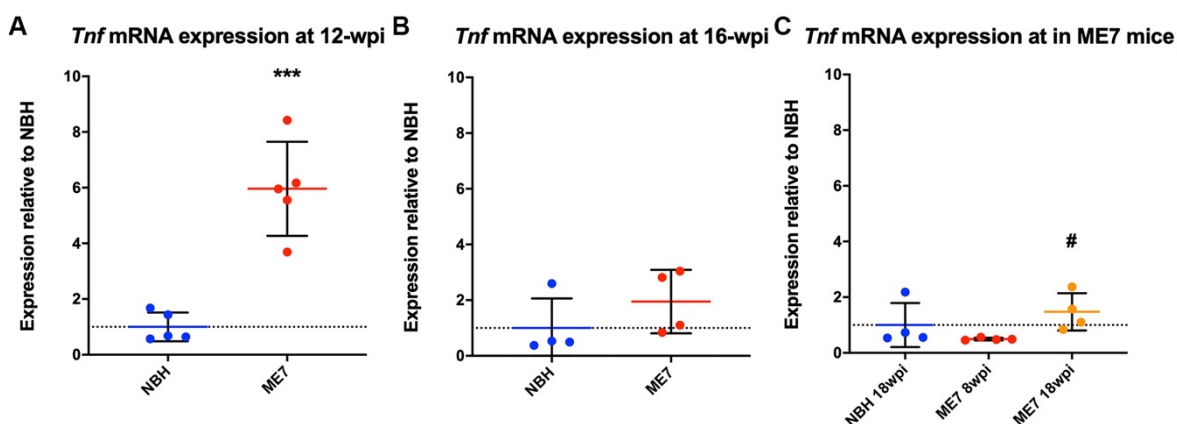 A
Tnf mRNA expression at 12-wpi
Expression relative to NBH
10
8
6
4
2
0
***
NBH
ME7
B
Tnf mRNA expression at 16-wpi
Expression relative to NBH
10
8
6
4
2
0
NBH
ME7
C
Tnf mRNA expression at in ME7 mice
Expression relative to NBH
10
8
6
4
2
0
#
NBH 18wpi
ME7 8wpi
ME7 18wpi